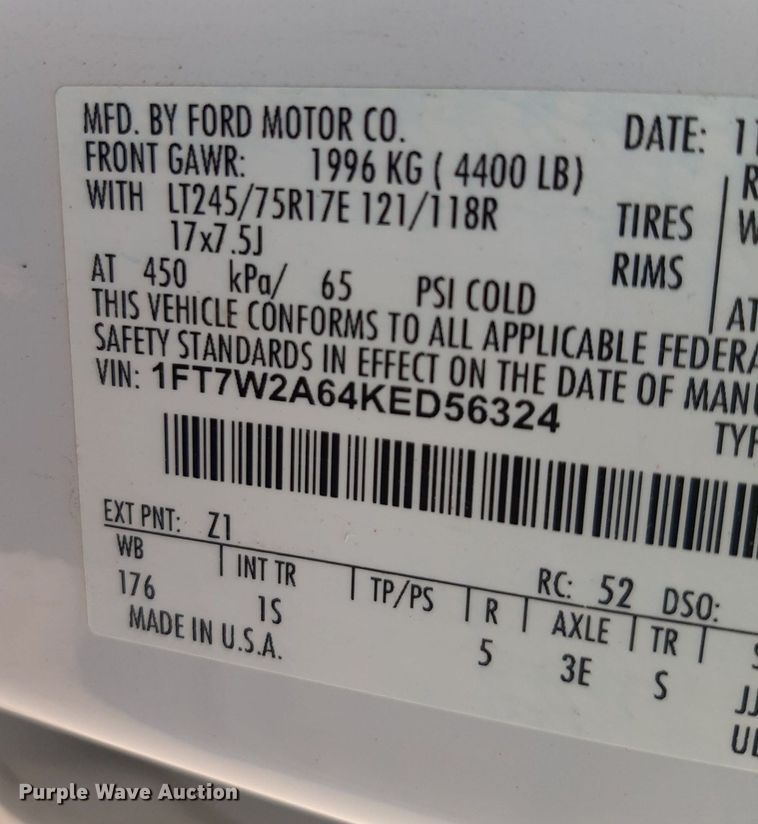 MFD. BY FORD MOTOR CO. DATE: 11
FRONT GAWR: 1996 KG ( 4400 LB)
WITH LT245/75R17E 121/118R TIRES
17x7.5J RIMS
AT 450 kPa/ 65 PSI COLD AT
THIS VEHICLE CONFORMS TO ALL APPLICABLE
SAFETY STANDARDS IN EFFECT ON THE DATE OF
VIN: 1FT7W2A64KED56324
EXT PNT: Z1 RC: 52 DSO:
WB INT TR TP/PS R AXLE TR
176 1S 5 3E S
MADE IN U.S.A.
Purple Wave Auction